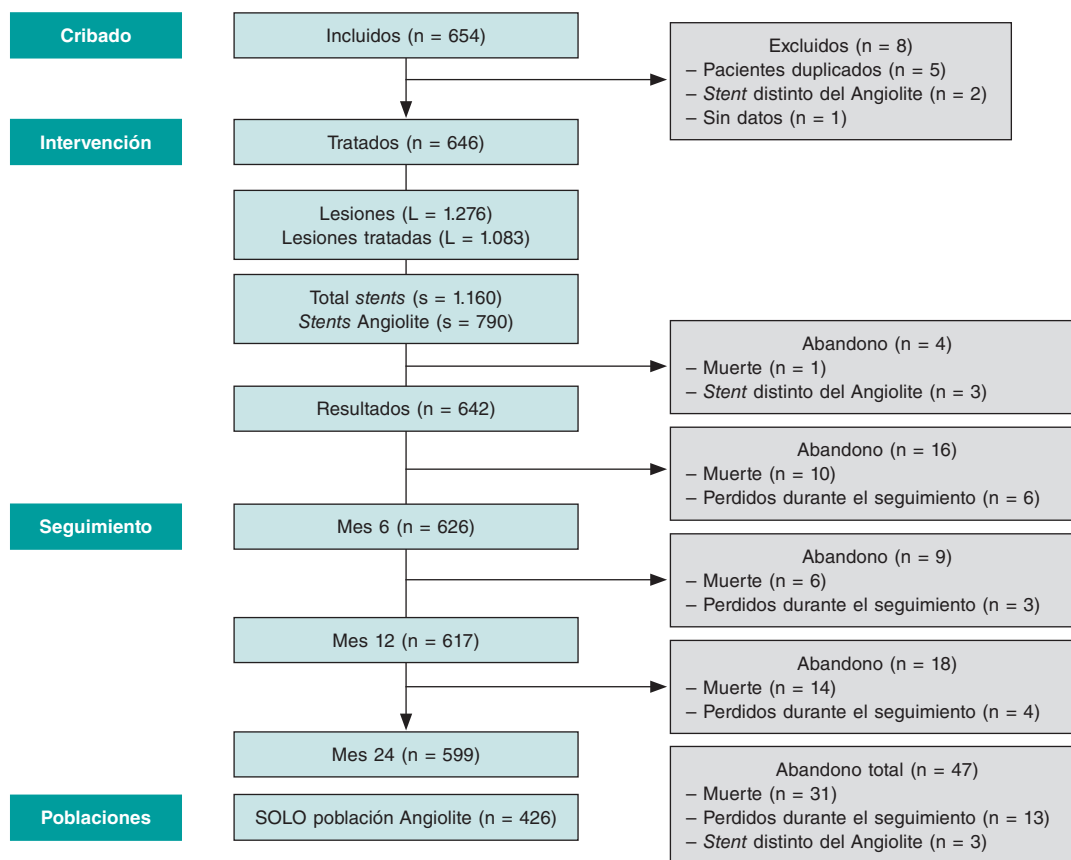 Cribado
Incluidos (n = 654)
Excluidos (n = 8)
– Pacientes duplicados (n = 5)
– Stent distinto del Angiolite (n = 2)
– Sin datos (n = 1)
Intervención
Tratados (n = 646)
Lesiones (L = 1.276)
Lesiones tratadas (L = 1.083)
Total stents (s = 1.160)
Stents Angiolite (s = 790)
Abandono (n = 4)
– Muerte (n = 1)
– Stent distinto del Angiolite (n = 3)
Resultados (n = 642)
Abandono (n = 16)
– Muerte (n = 10)
– Perdidos durante el seguimiento (n = 6)
Seguimiento
Mes 6 (n = 626)
Abandono (n = 9)
– Muerte (n = 6)
– Perdidos durante el seguimiento (n = 3)
Mes 12 (n = 617)
Abandono (n = 18)
– Muerte (n = 14)
– Perdidos durante el seguimiento (n = 4)
Mes 24 (n = 599)
Abandono total (n = 47)
– Muerte (n = 31)
– Perdidos durante el seguimiento (n = 13)
– Stent distinto del Angiolite (n = 3)
Poblaciones
SOLO población Angiolite (n = 426)